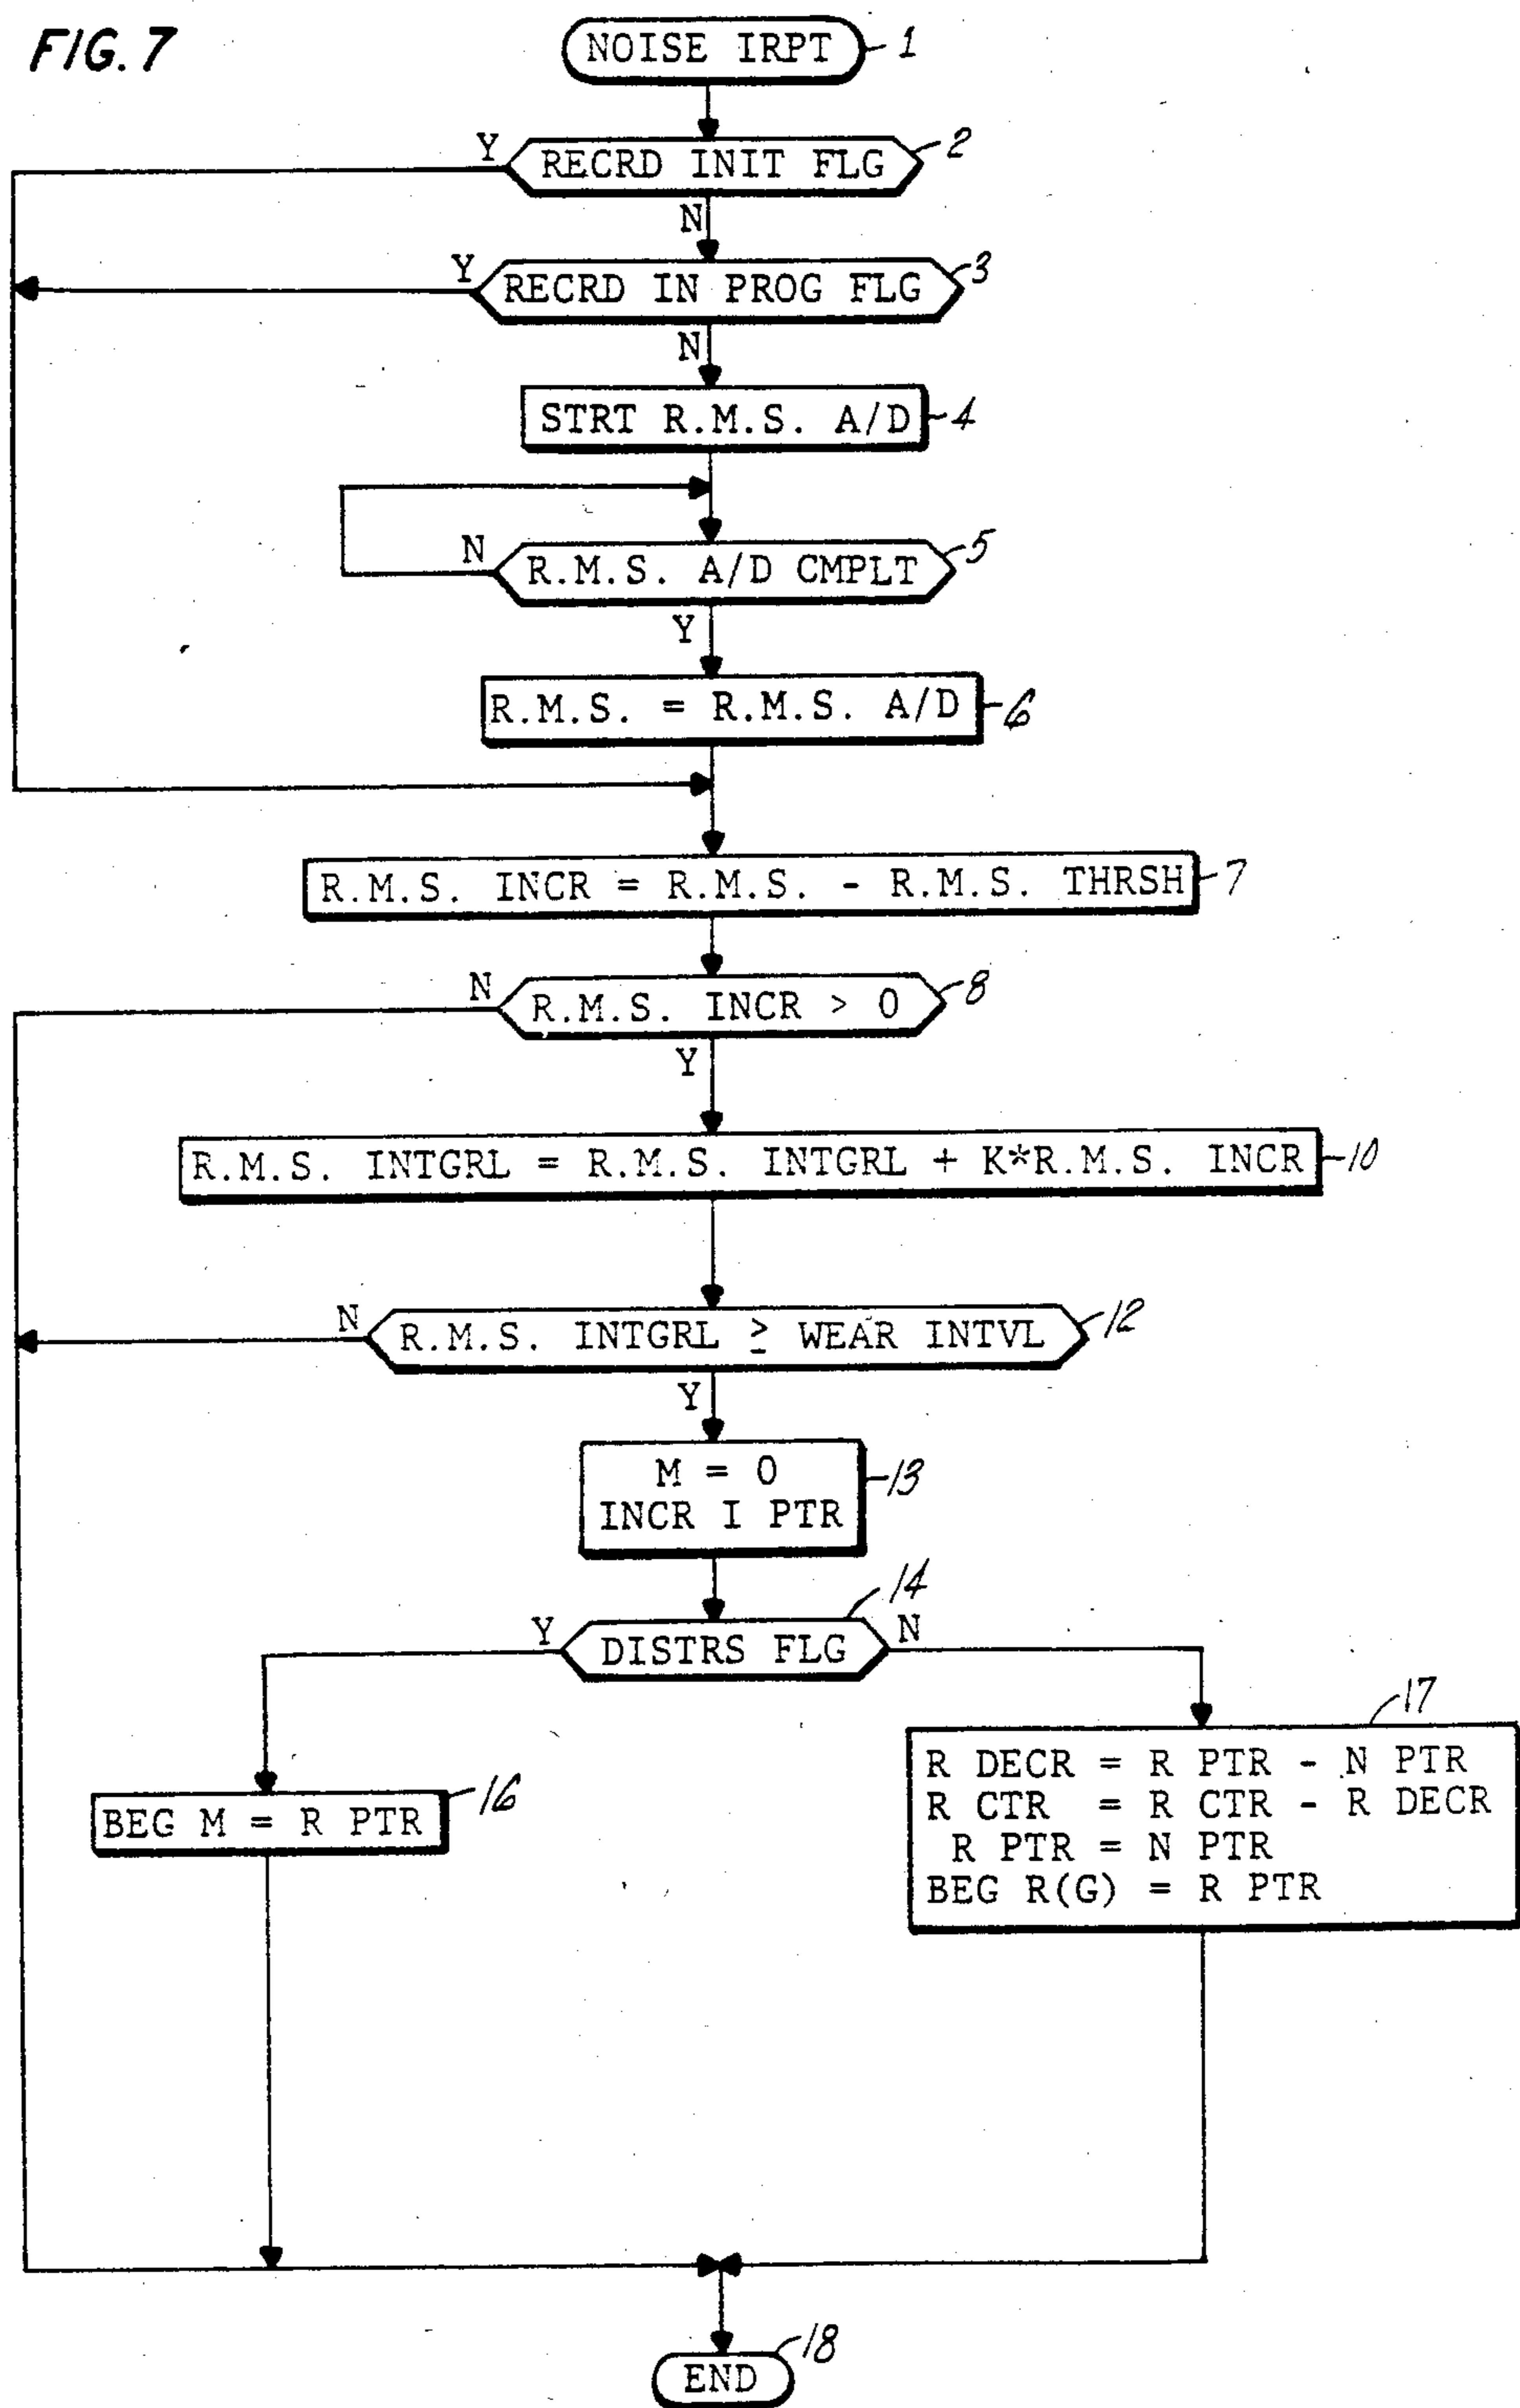 FIG. 7
NOISE IRPT
1
Y
RECRD INIT FLG
2
N
Y
RECRD IN PROG FLG
3
N
STRT R.M.S. A/D
4
N
R.M.S. A/D CMPLT
5
Y
R.M.S. = R.M.S. A/D
6
R.M.S. INCR = R.M.S. - R.M.S. THRSH
7
N
R.M.S. INCR > 0
8
Y
R.M.S. INTGRL = R.M.S. INTGRL + K*R.M.S. INCR
10
N
R.M.S. INTGRL ≥ WEAR INTVL
12
Y
M = 0
INCR I PTR
13
14
Y
DISTRS FLG
N
17
R DECR = R PTR - N PTR
R CTR = R CTR - R DECR
R PTR = N PTR
BEG R(G) = R PTR
BEG M = R PTR
16
END
18